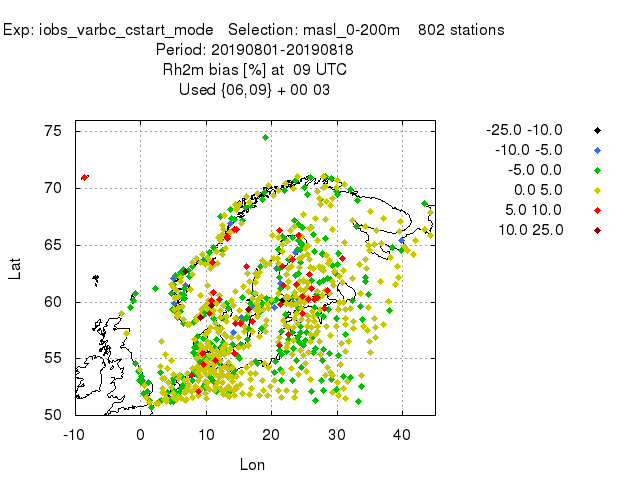 Exp: iobs_varbc_cstart_mode Selection: masl_0-200m 802 stations
Period: 20190801-20190818
Rh2m bias [%] at 09 UTC
Used {06,09} + 00 03
75
70
65
60
55
50
-10 0 10 20 30 40
Lat
Lon
-25.0 -10.0
-10.0 -5.0
-5.0 0.0
0.0 5.0
5.0 10.0
10.0 25.0